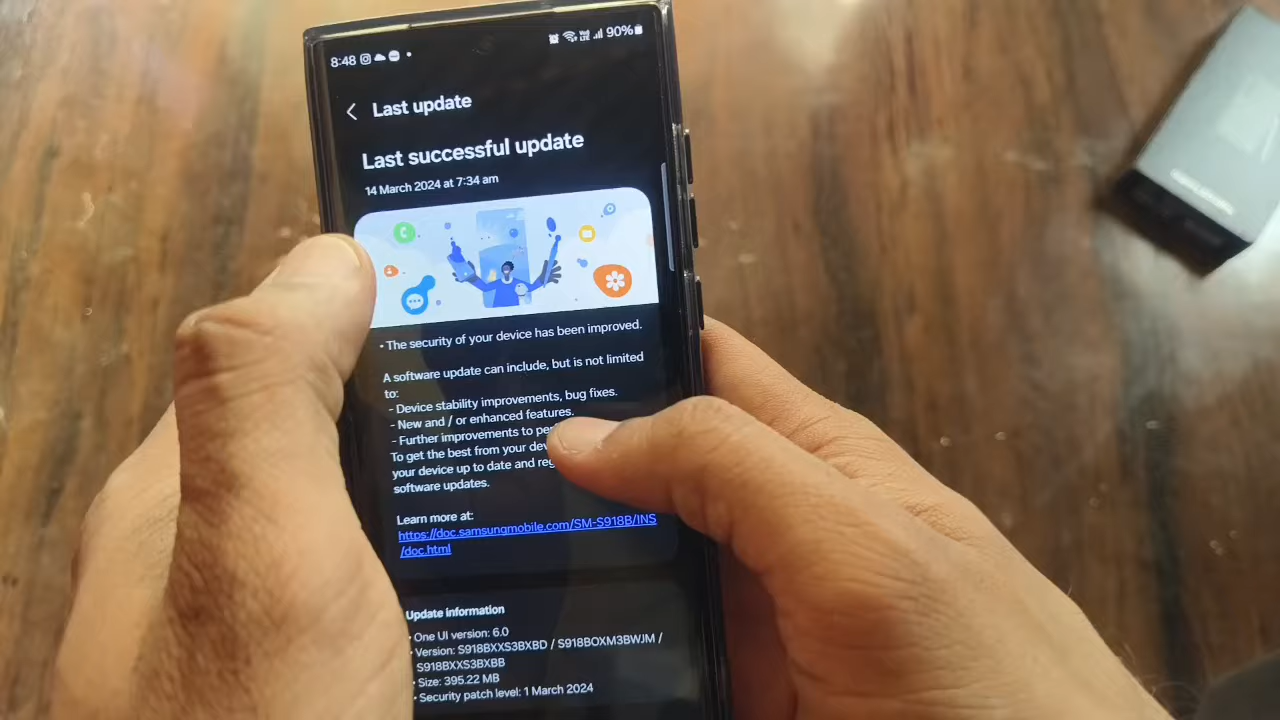 8:48 90%
Last update
Last successful update
14 March 2024 at 7:34 am
• The security of your device has been improved.
A software update can include, but is not limited
to:
- Device stability improvements, bug fixes.
- New and / or enhanced features.
- Further improvements to
To get the best from your
your device up to date and
software updates.
Learn more at:
https://doc.samsungmobile.com/SM-S918B/INS
/doc.html
Update information
• One UI version: 6.0
• Version: S918BXXS3BXBD / S918BOXM3BWJM /
S918BXXS3BXBB
• Size: 395.22 MB
• Security patch level: 1 March 2024